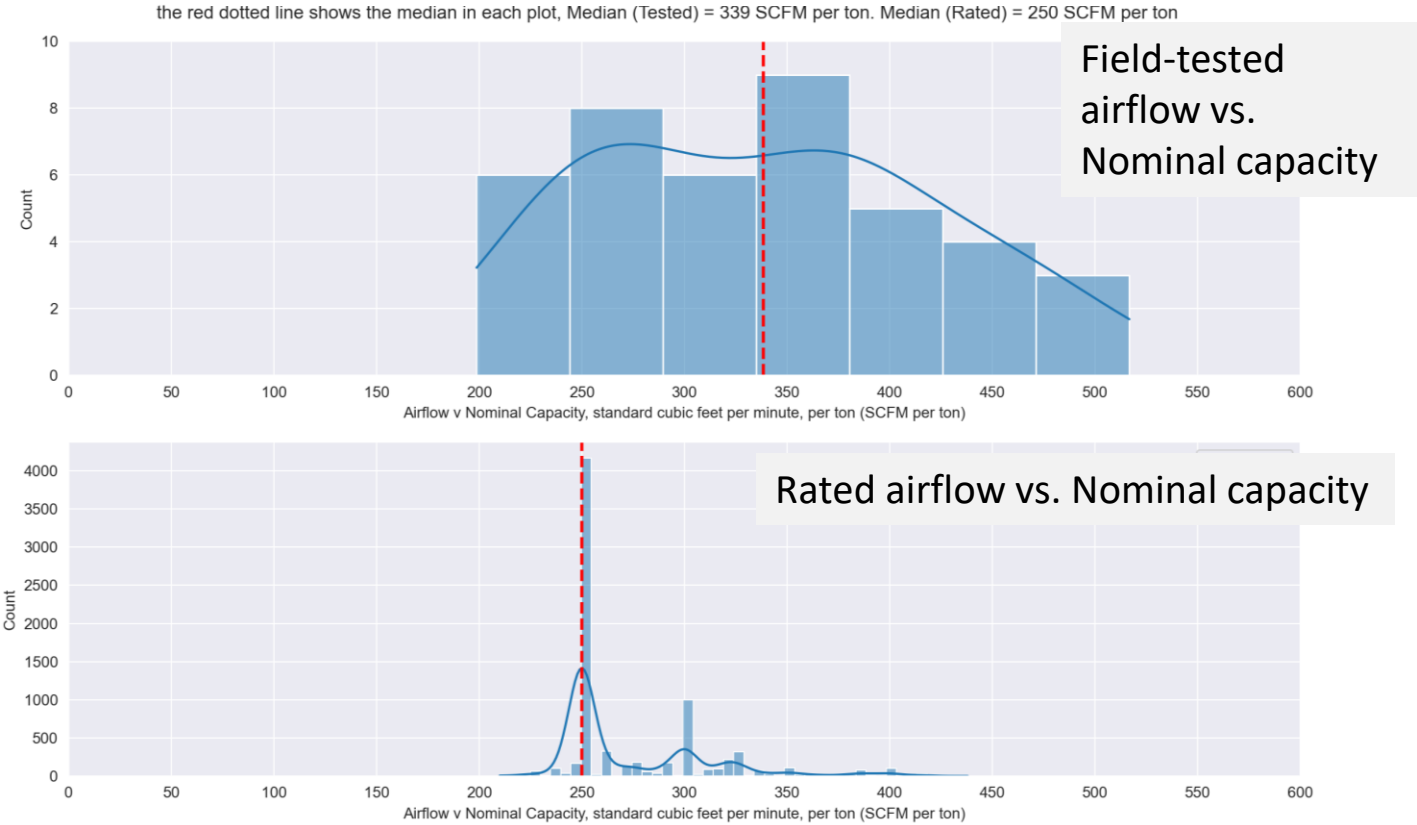 the red dotted line shows the median in each plot, Median (Tested) = 339 SCFM per ton. Median (Rated) = 250 SCFM per ton
Field-tested
airflow vs.
Nominal capacity
10
8
6
4
2
0
Count
0 50 100 150 200 250 300 350 400 450 500 550 600
Airflow v Nominal Capacity, standard cubic feet per minute, per ton (SCFM per ton)
Rated airflow vs. Nominal capacity
4000
3500
3000
2500
2000
1500
1000
500
0
Count
0 50 100 150 200 250 300 350 400 450 500 550 600
Airflow v Nominal Capacity, standard cubic feet per minute, per ton (SCFM per ton)